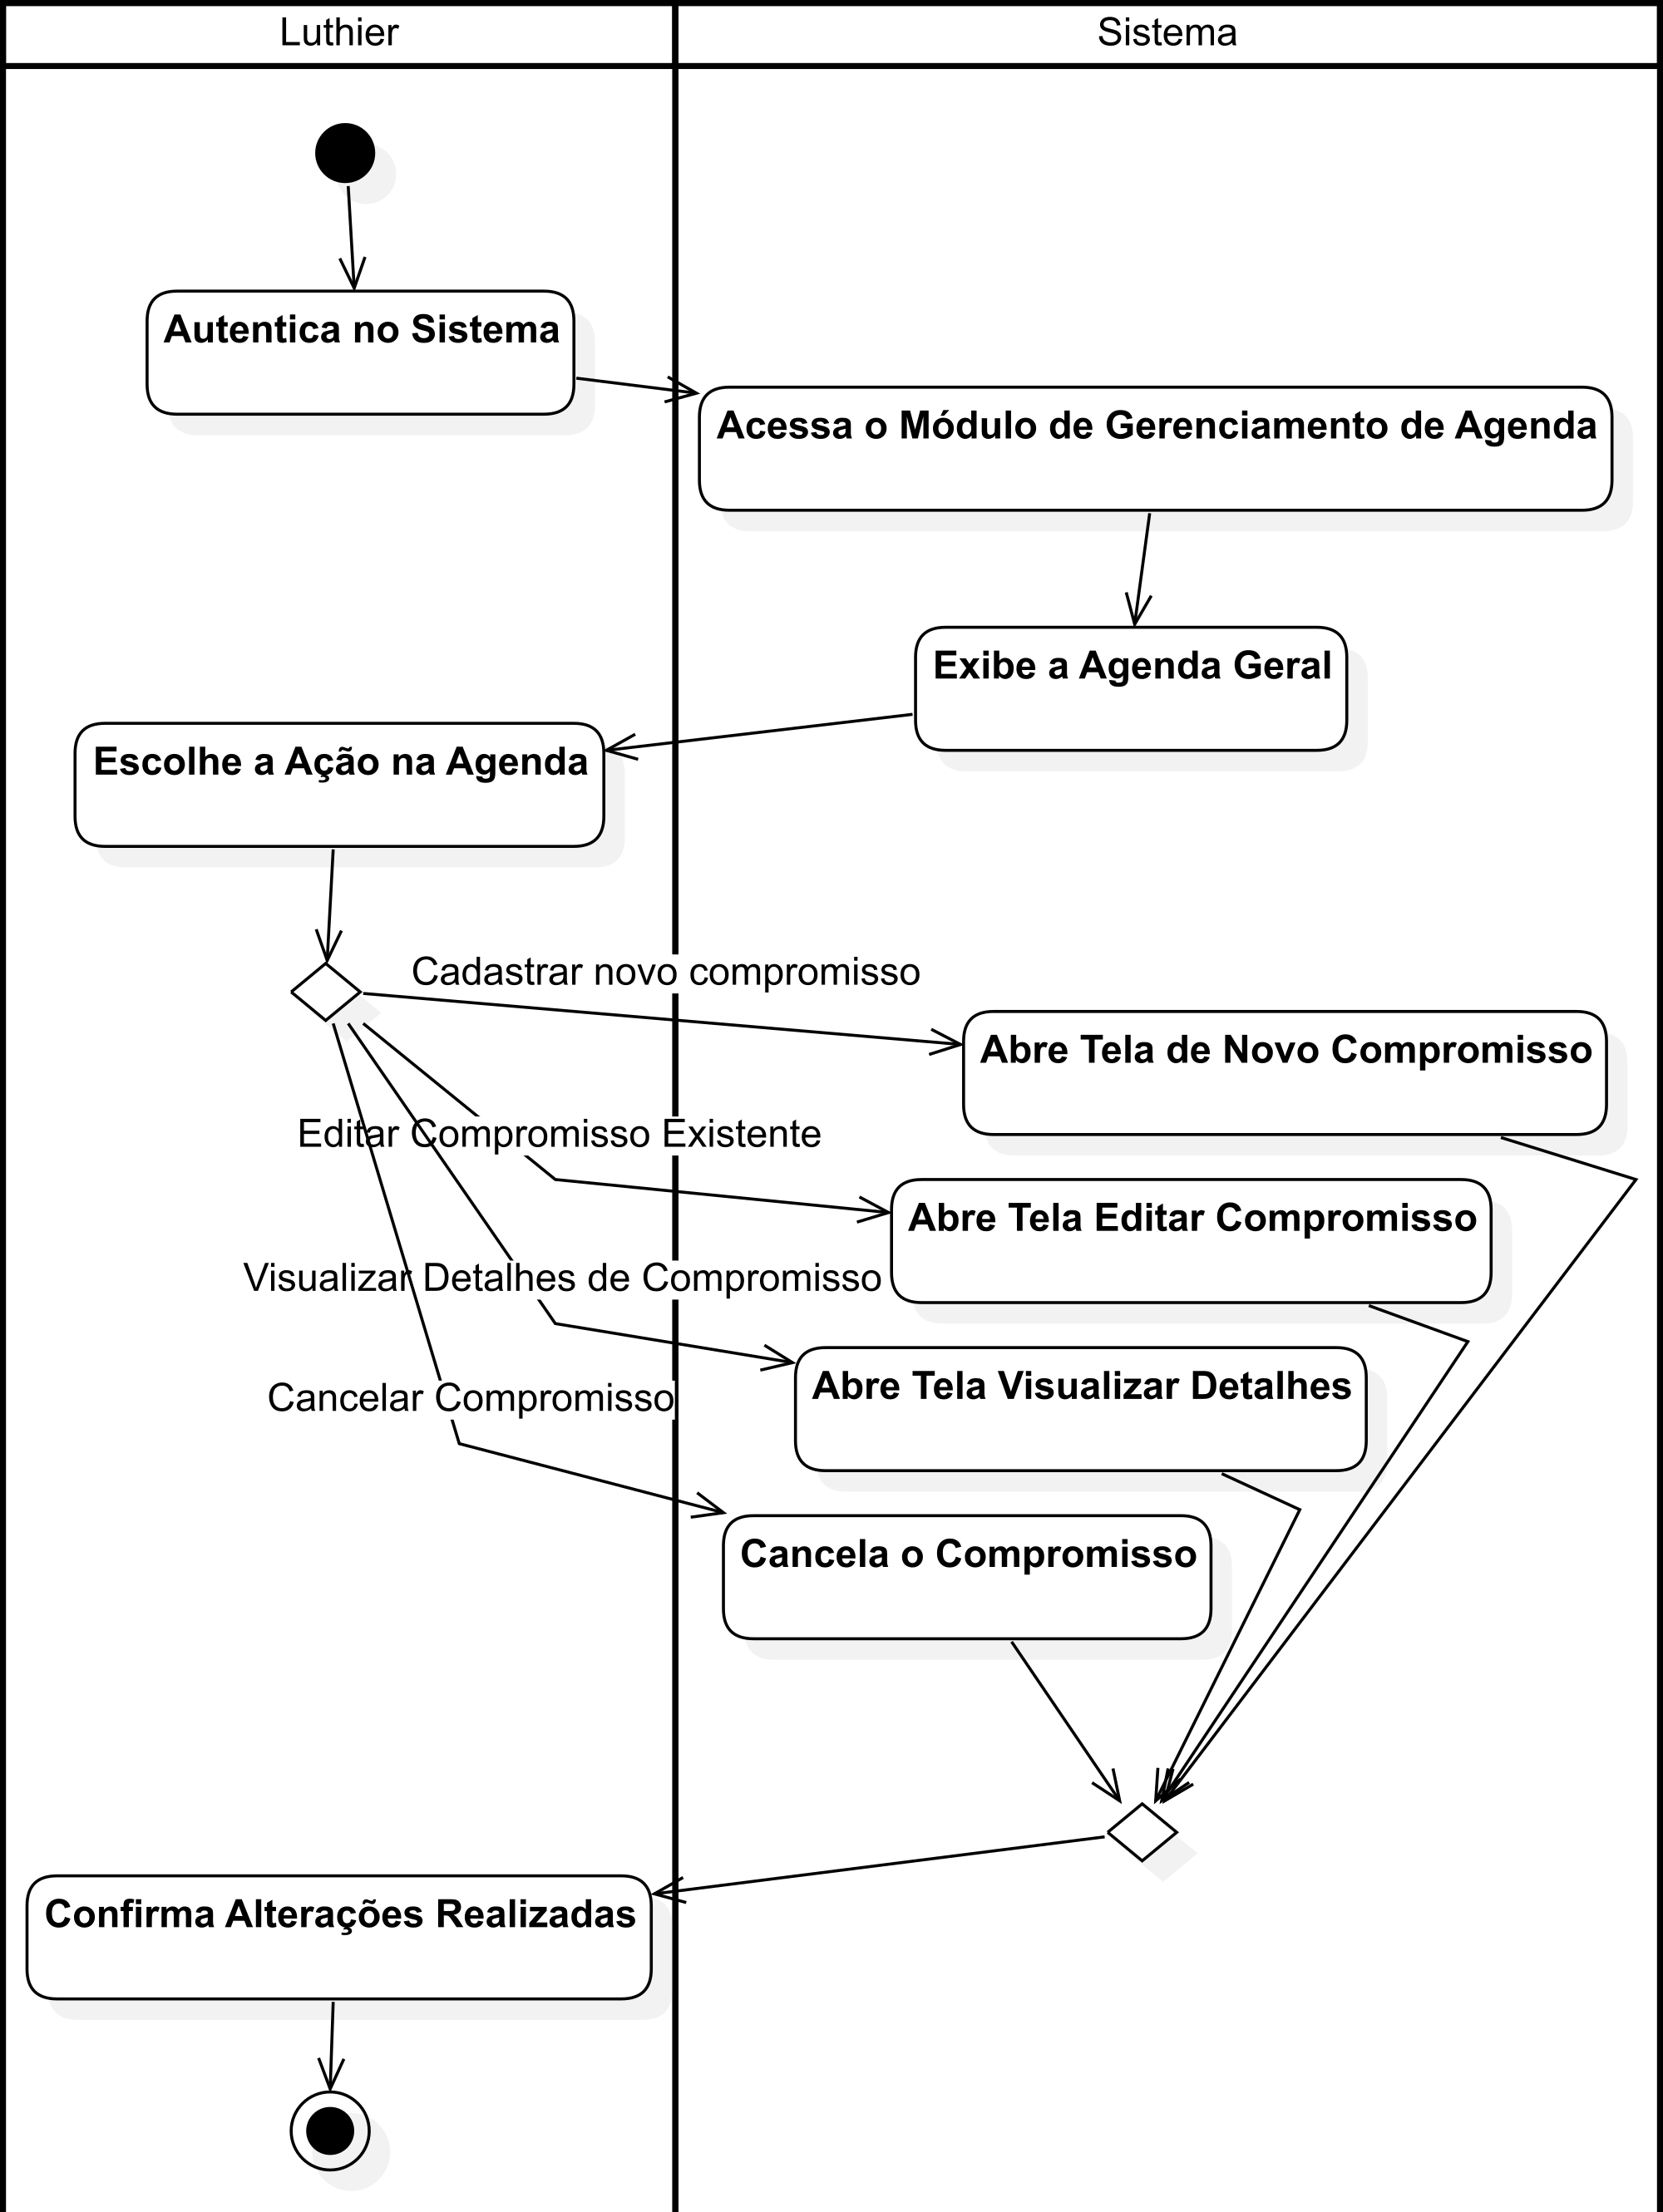 Luthier
Sistema
Autentica no Sistema
Acessa o Módulo de Gerenciamento de Agenda
Exibe a Agenda Geral
Escolhe a Ação na Agenda
Cadastrar novo compromisso
Abre Tela de Novo Compromisso
Editar Compromisso Existente
Abre Tela Editar Compromisso
Visualizar Detalhes de Compromisso
Abre Tela Visualizar Detalhes
Cancelar Compromisso
Cancela o Compromisso
Confirma Alterações Realizadas